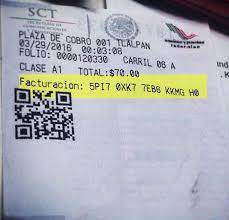 SCT
PLAZA DE COBRO 001 TLALPAN
03/29/2016 00:03:08
FOLIO: 0000120330 CARRIL 06 A
CLASE A1 TOTAL:$70.00
Facturacion: 5PI7 0XK7 7EB6 KKMG H0